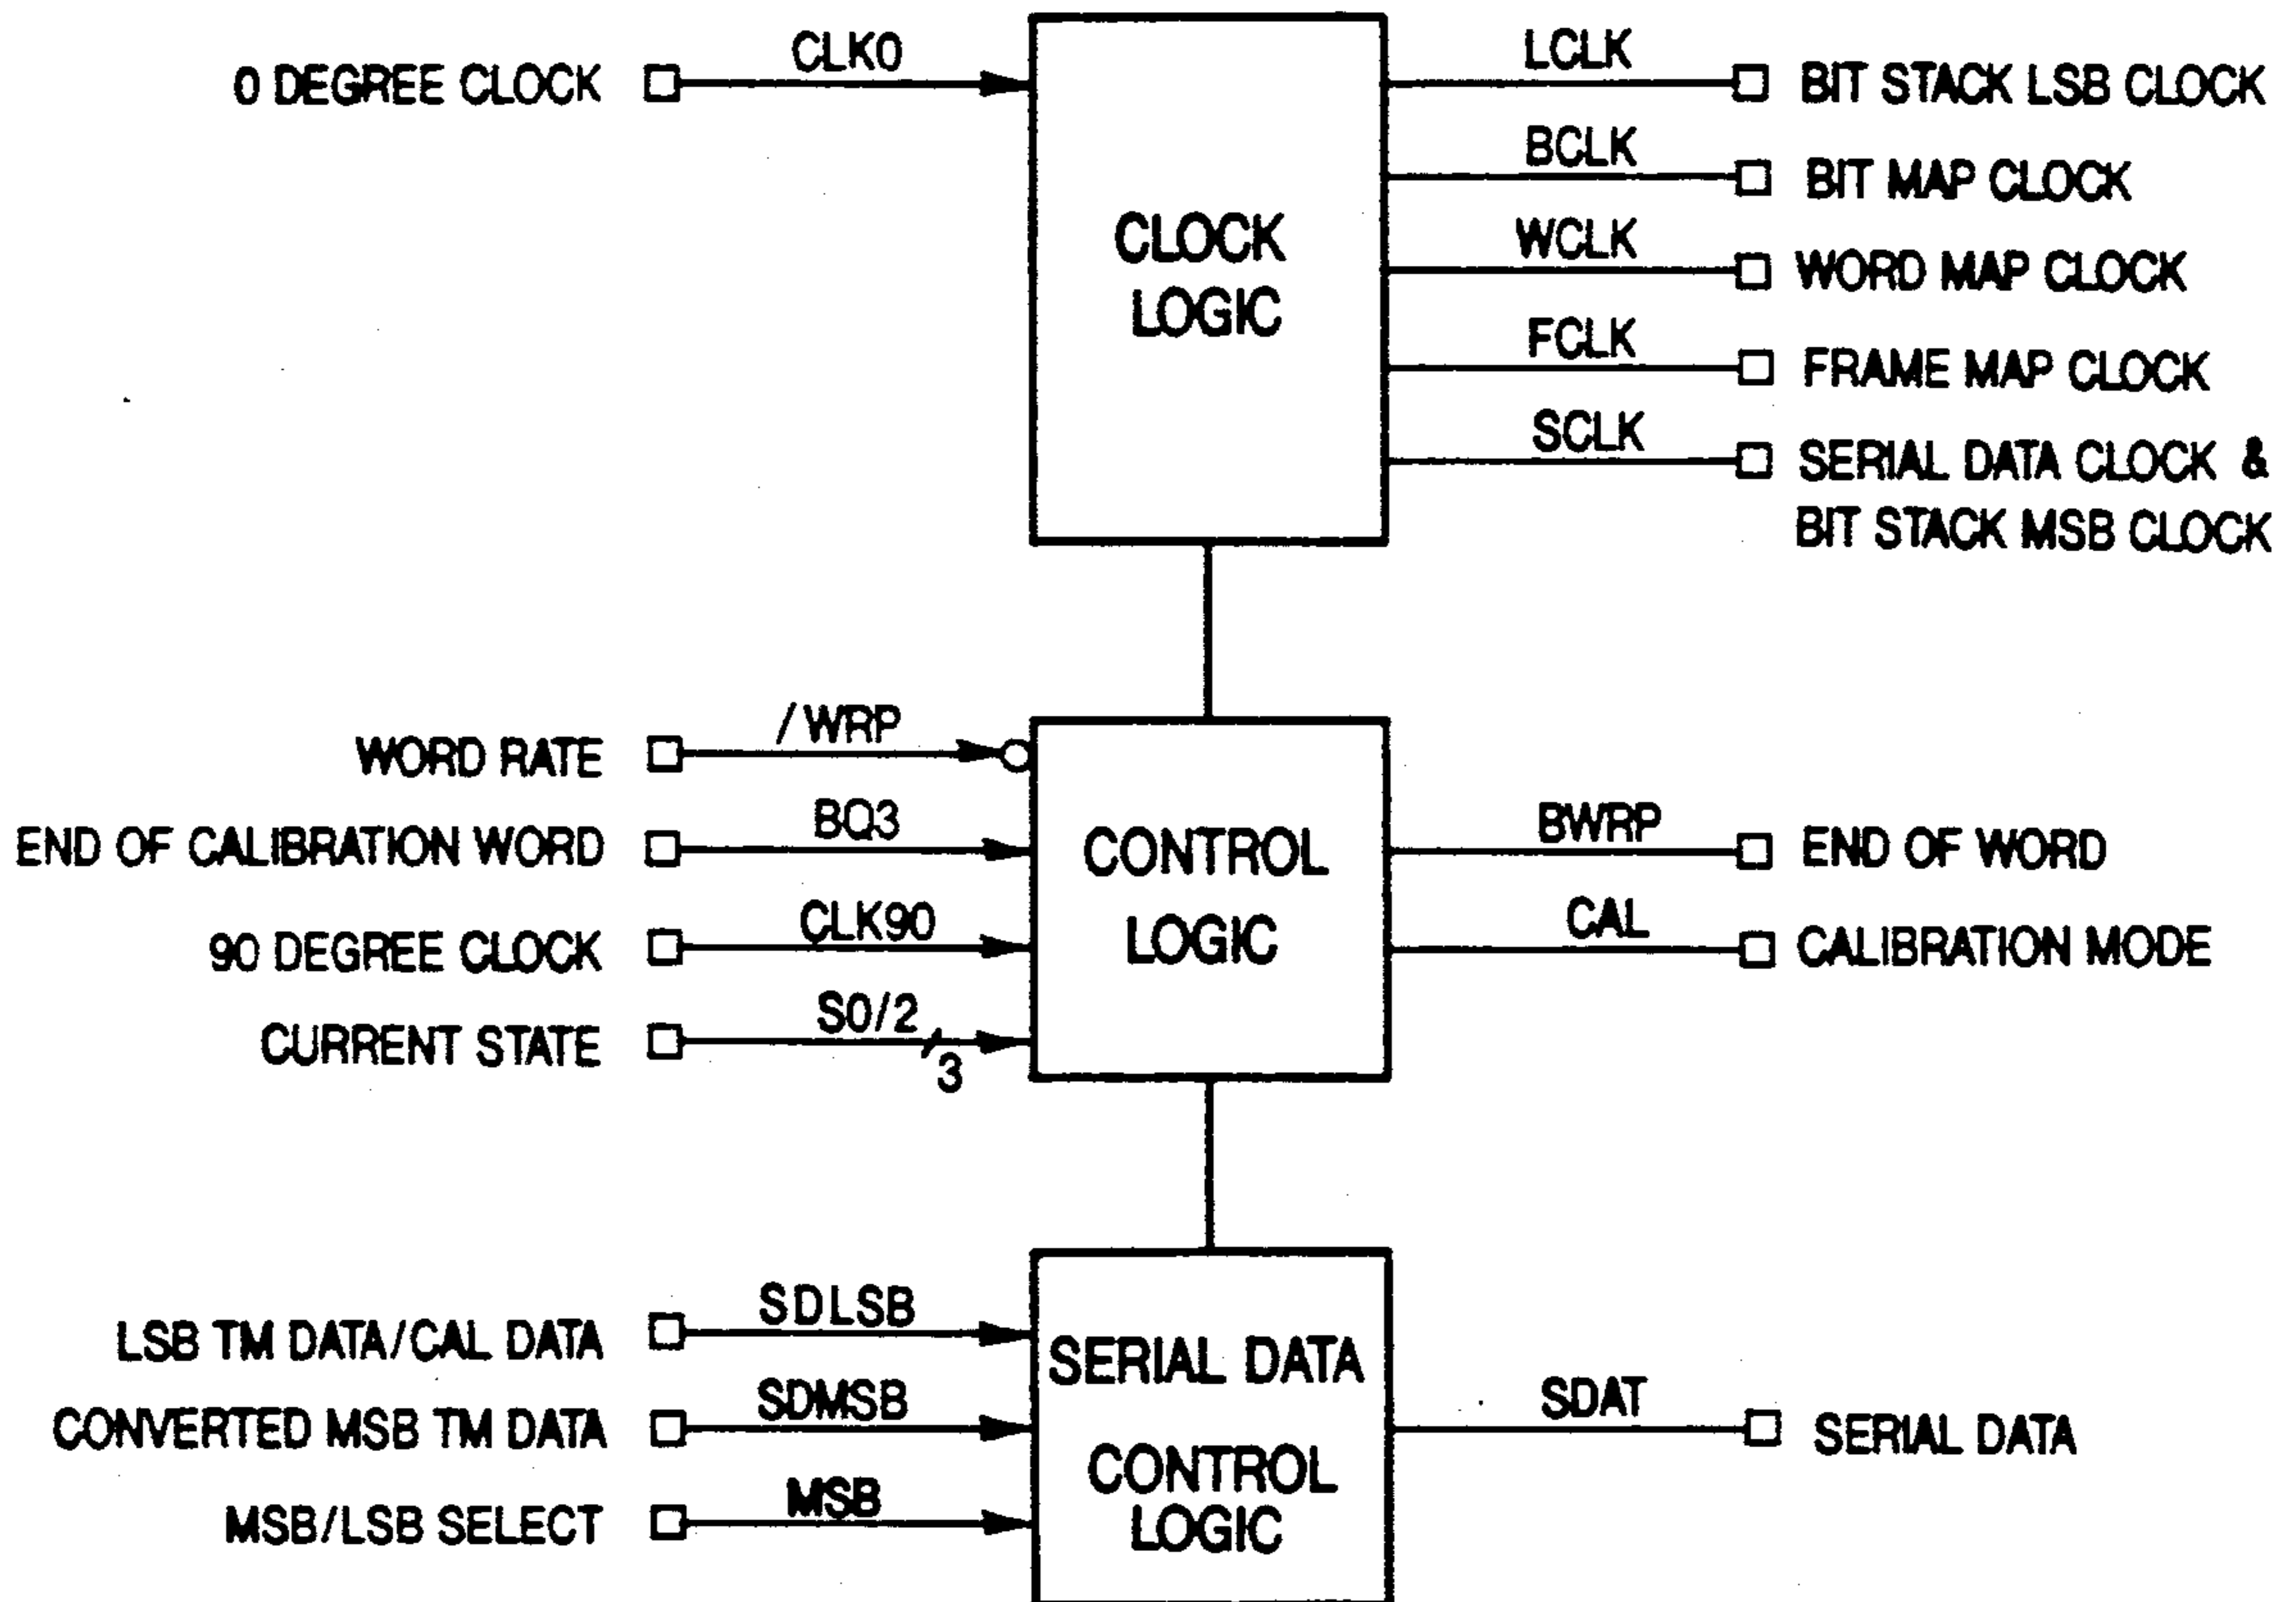 0 DEGREE CLOCK
CLK0
CLOCK
LOGIC
LCLK
BIT STACK LSB CLOCK
BCLK
BIT MAP CLOCK
WCLK
WORD MAP CLOCK
FCLK
FRAME MAP CLOCK
SCLK
SERIAL DATA CLOCK &
BIT STACK MSB CLOCK
WORD RATE
/WRP
END OF CALIBRATION WORD
BQ3
90 DEGREE CLOCK
CLK90
CURRENT STATE
S0/2
3
CONTROL
LOGIC
BWRP
END OF WORD
CAL
CALIBRATION MODE
LSB TM DATA/CAL DATA
SDLSB
CONVERTED MSB TM DATA
SDMSB
MSB/LSB SELECT
MSB
SERIAL DATA
CONTROL
LOGIC
SDAT
SERIAL DATA